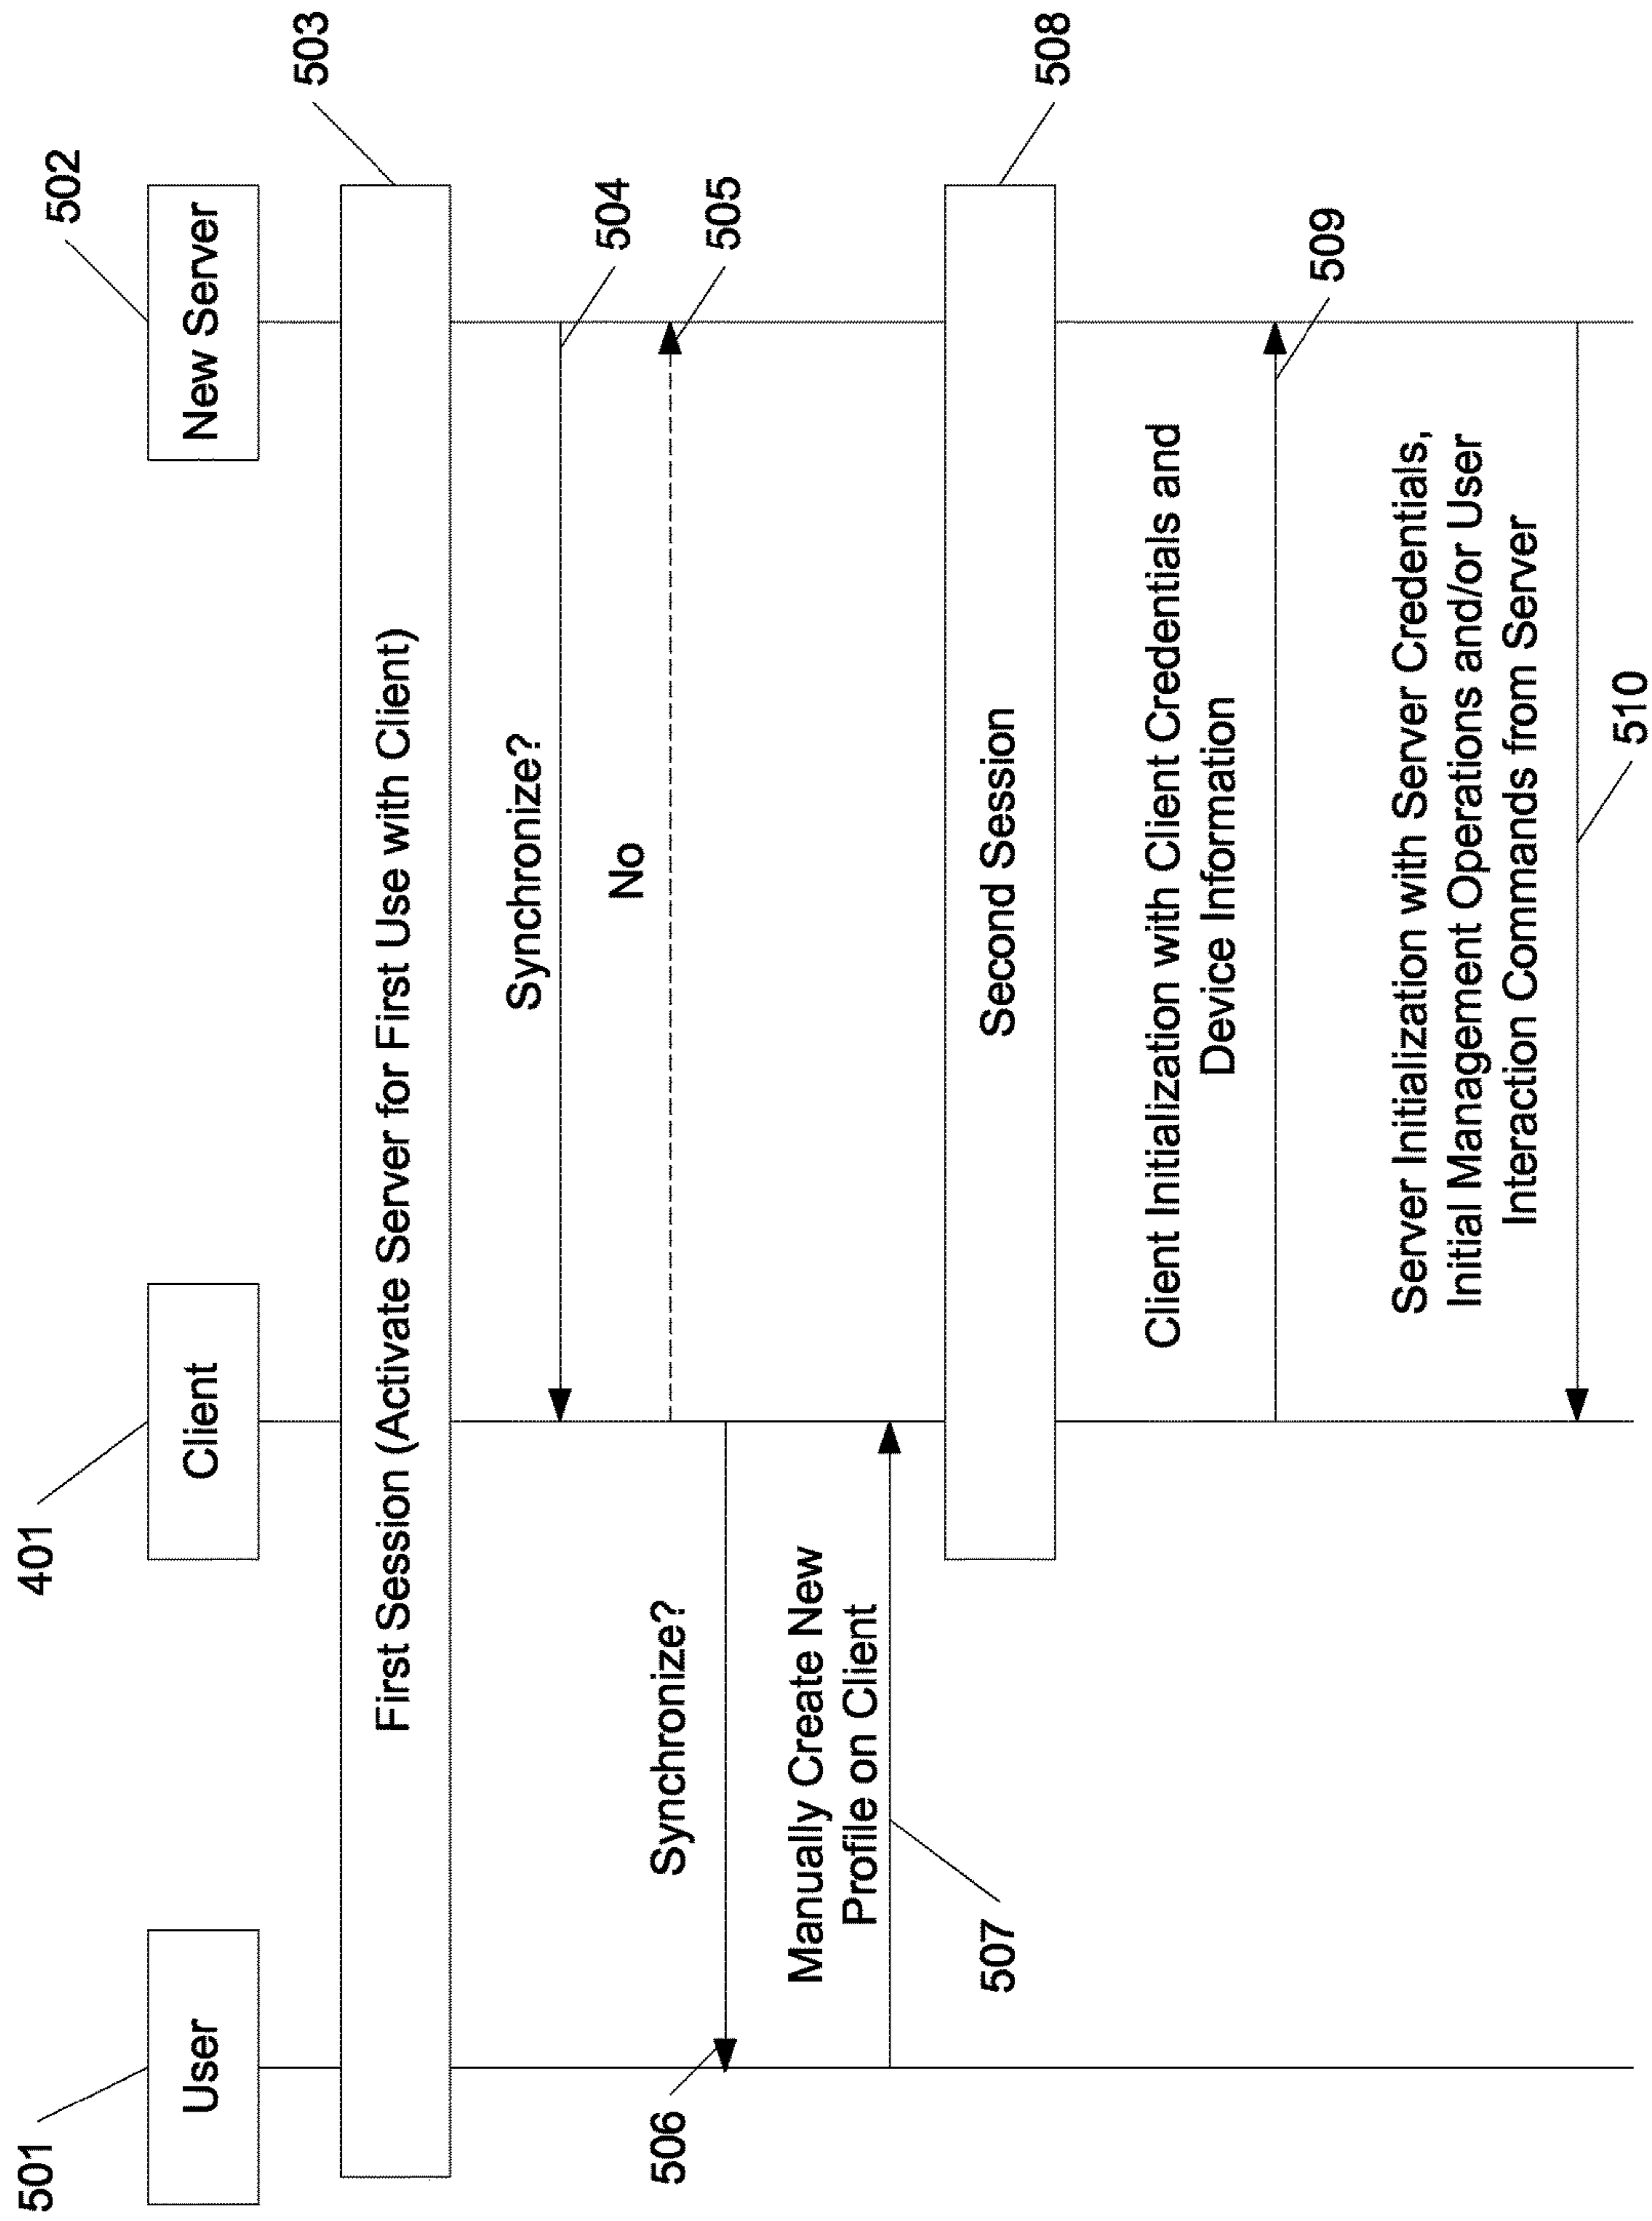 501
401
502
User
Client
New Server
503
First Session (Activate Server for First Use with Client)
Synchronize?
504
No
505
Synchronize?
506
Manually Create New
Profile on Client
507
508
Second Session
Client Initialization with Client Credentials and
Device Information
509
Server Initialization with Server Credentials,
Initial Management Operations and/or User
Interaction Commands from Server
510